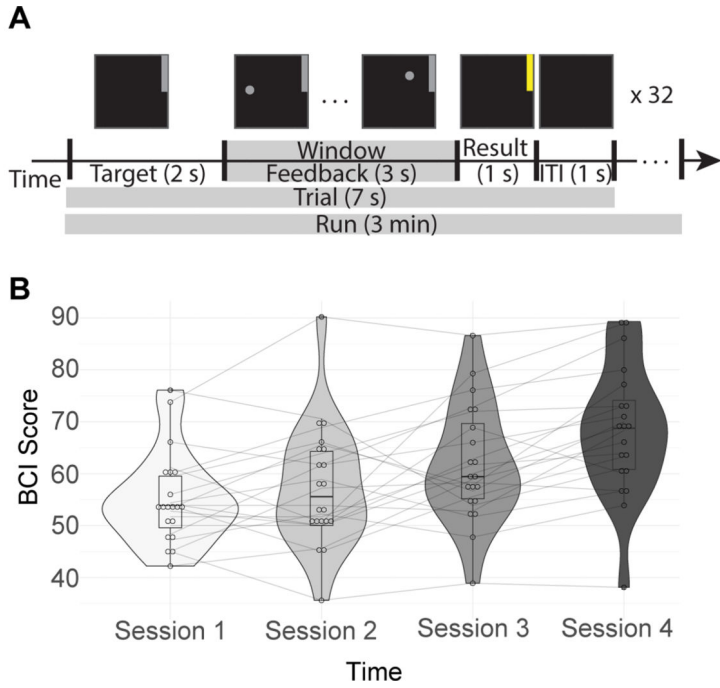 A
. . .
x 32
Window
Result
Time
Target (2 s)
Feedback (3 s)
(1 s)
ITI (1 s)
. . .
Trial (7 s)
Run (3 min)
B
90
80
70
60
50
40
BCI Score
Session 1
Session 2
Session 3
Session 4
Time